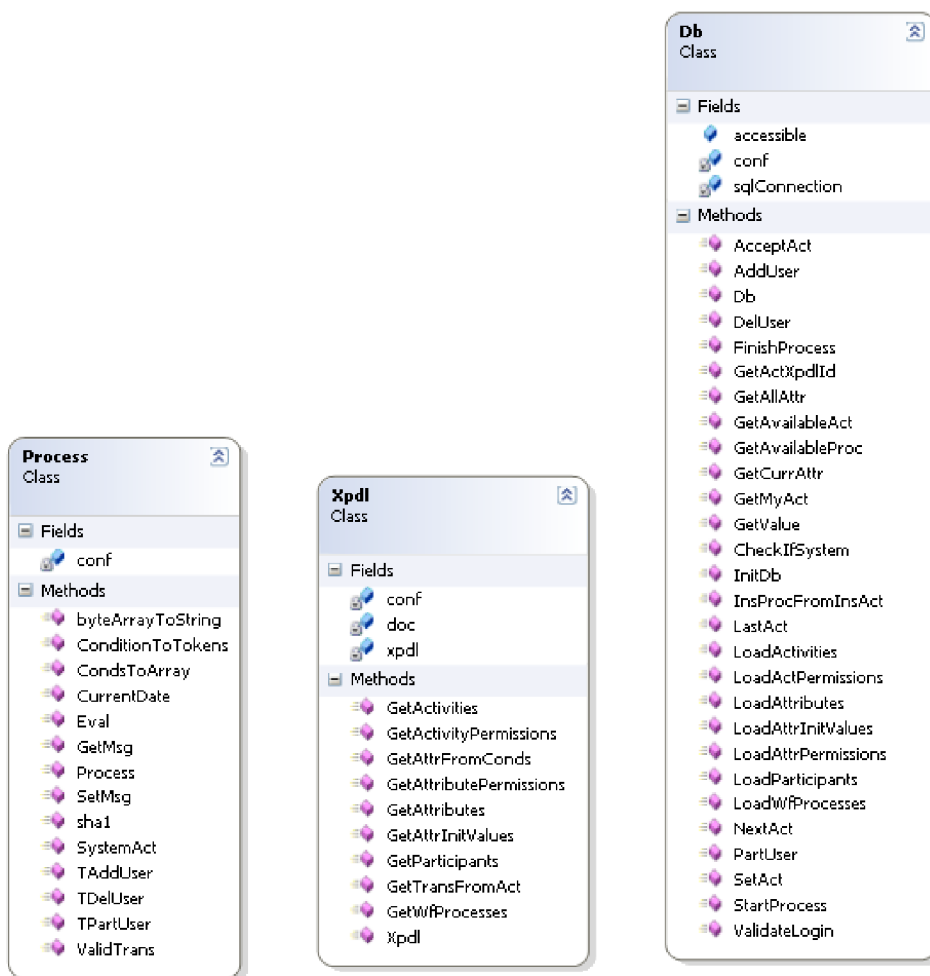 Process
Class
Fields
conf
Methods
byteArrayToString
ConditionToTokens
CondsToArray
CurrentDate
Eval
GetMsg
Process
SetMsg
sha1
SystemAct
TAddUser
TDelUser
TPartUser
ValidTrans
Xpdl
Class
Fields
conf
doc
xpdl
Methods
GetActivities
GetActivityPermissions
GetAttrFromConds
GetAttributePermissions
GetAttributes
GetAttrInitValues
GetParticipants
GetTransFromAct
GetWfProcesses
Xpdl
Db
Class
Fields
accessible
conf
sqlConnection
Methods
AcceptAct
AddUser
Db
DelUser
FinishProcess
GetActXpdlId
GetAllAttr
GetAvailableAct
GetAvailableProc
GetCurrAttr
GetMyAct
GetValue
CheckIfSystem
InitDb
InsProcFromInsAct
LastAct
LoadActivities
LoadActPermissions
LoadAttributes
LoadAttrInitValues
LoadAttrPermissions
LoadParticipants
LoadWfProcesses
NextAct
PartUser
SetAct
StartProcess
ValidateLogin